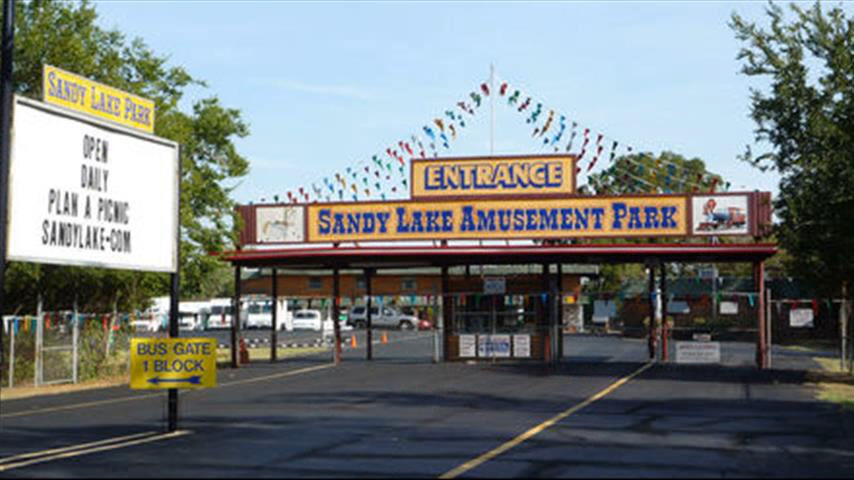 SANDY LAKE PARK
OPEN
DAILY
PLAN A PICNIC
SANDYLAKE-COM
BUS GATE
1 BLOCK
ENTRANCE
SANDY LAKE AMUSEMENT PARK